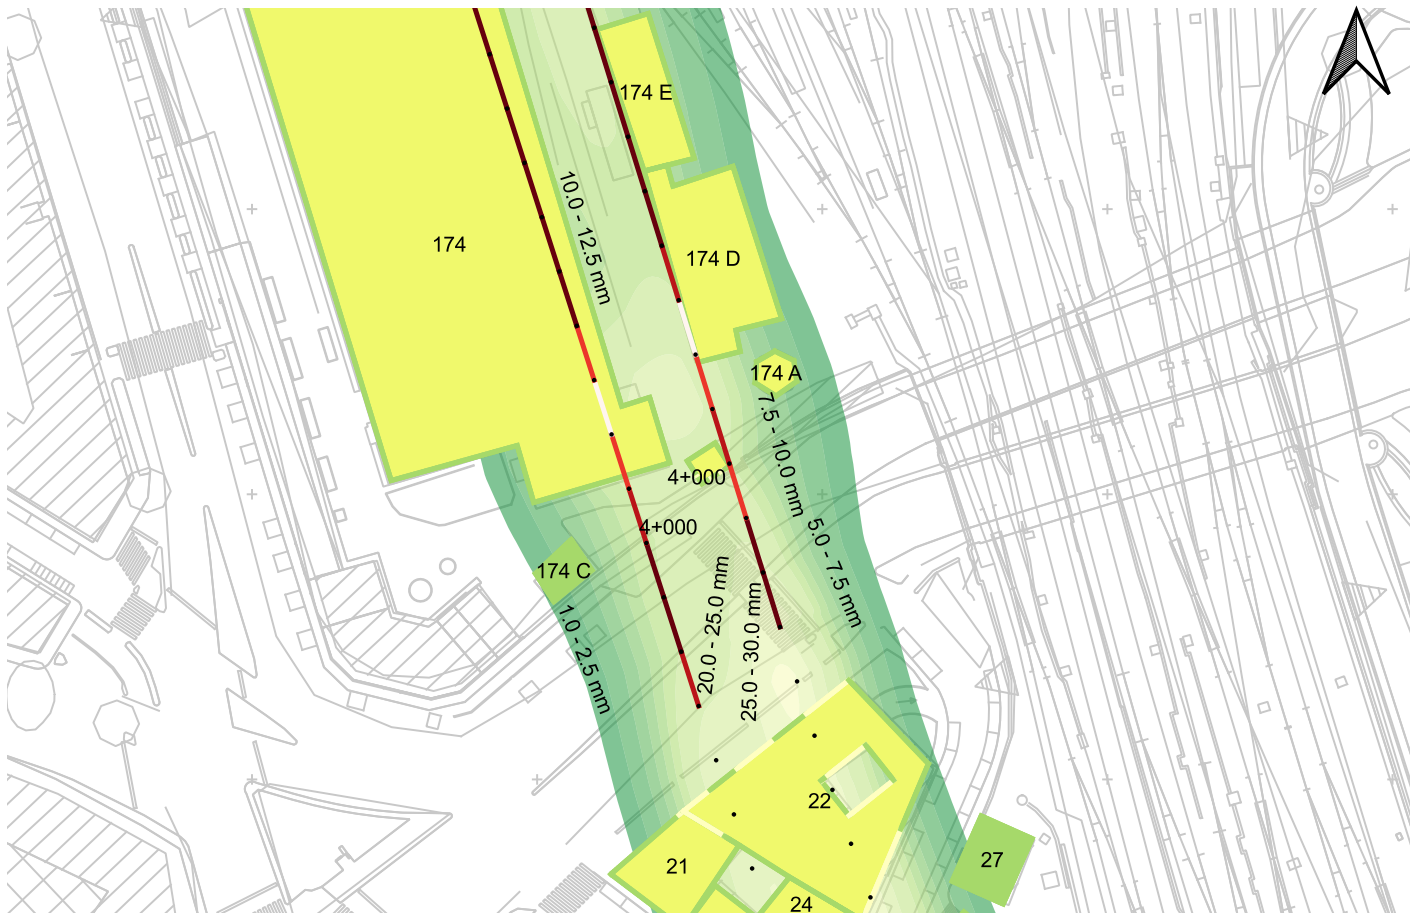 174 E
10.0 - 12.5 mm
174
174 D
174 A
7.5 - 10.0 mm
4+000
4+000
5.0 - 7.5 mm
174 C
1.0 - 2.5 mm
20.0 - 25.0 mm
25.0 - 30.0 mm
22
21
27
24